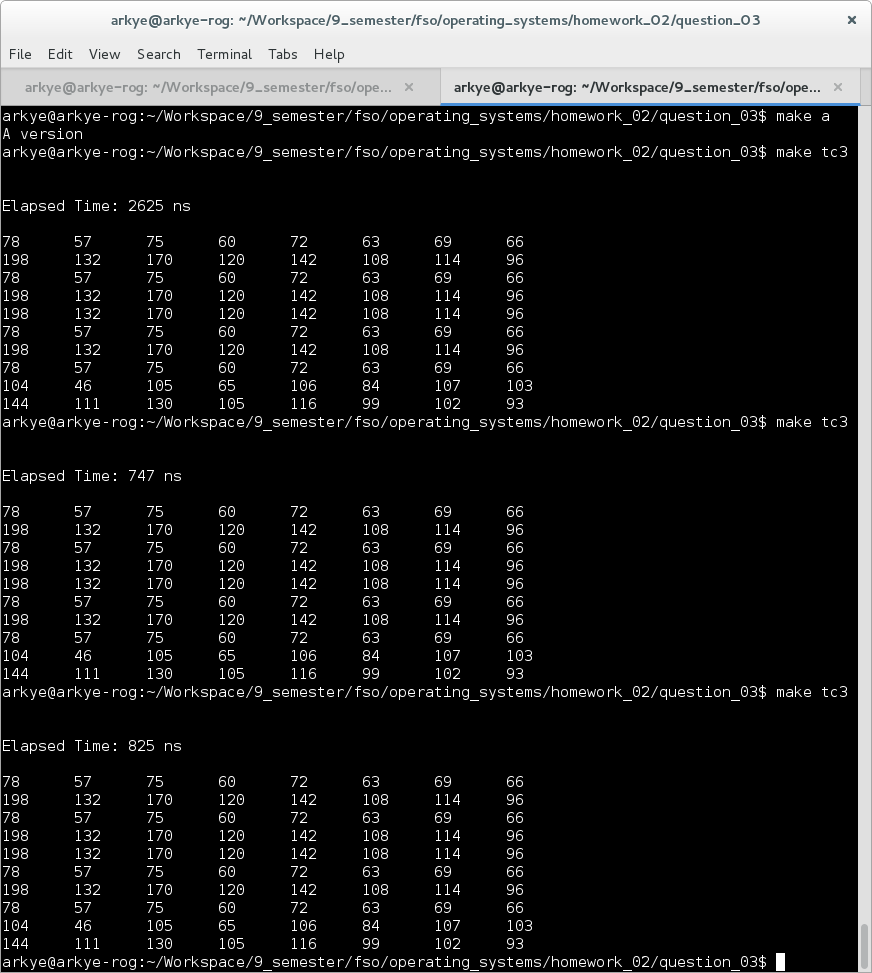 arkye@arkye-rog: ~/Workspace/9_semester/fso/operating_systems/homework_02/question_03 ×
File Edit View Search Terminal Tabs Help
arkye@arkye-rog: ~/Workspace/9_semester/fso/ope... × arkye@arkye-rog: ~/Workspace/9_semester/fso/ope... ×
arkye@arkye-rog:~/Workspace/9_semester/fso/operating_systems/homework_02/question_03$ make a
A version
arkye@arkye-rog:~/Workspace/9_semester/fso/operating_systems/homework_02/question_03$ make tc3
Elapsed Time: 2625 ns
78 57 75 60 72 63 69 66
198 132 170 120 142 108 114 96
78 57 75 60 72 63 69 66
198 132 170 120 142 108 114 96
198 132 170 120 142 108 114 96
78 57 75 60 72 63 69 66
198 132 170 120 142 108 114 96
78 57 75 60 72 63 69 66
104 46 105 65 106 84 107 103
144 111 130 105 116 99 102 93
arkye@arkye-rog:~/Workspace/9_semester/fso/operating_systems/homework_02/question_03$ make tc3
Elapsed Time: 747 ns
78 57 75 60 72 63 69 66
198 132 170 120 142 108 114 96
78 57 75 60 72 63 69 66
198 132 170 120 142 108 114 96
198 132 170 120 142 108 114 96
78 57 75 60 72 63 69 66
198 132 170 120 142 108 114 96
78 57 75 60 72 63 69 66
104 46 105 65 106 84 107 103
144 111 130 105 116 99 102 93
arkye@arkye-rog:~/Workspace/9_semester/fso/operating_systems/homework_02/question_03$ make tc3
Elapsed Time: 825 ns
78 57 75 60 72 63 69 66
198 132 170 120 142 108 114 96
78 57 75 60 72 63 69 66
198 132 170 120 142 108 114 96
198 132 170 120 142 108 114 96
78 57 75 60 72 63 69 66
198 132 170 120 142 108 114 96
78 57 75 60 72 63 69 66
104 46 105 65 106 84 107 103
144 111 130 105 116 99 102 93
arkye@arkye-rog:~/Workspace/9_semester/fso/operating_systems/homework_02/question_03$